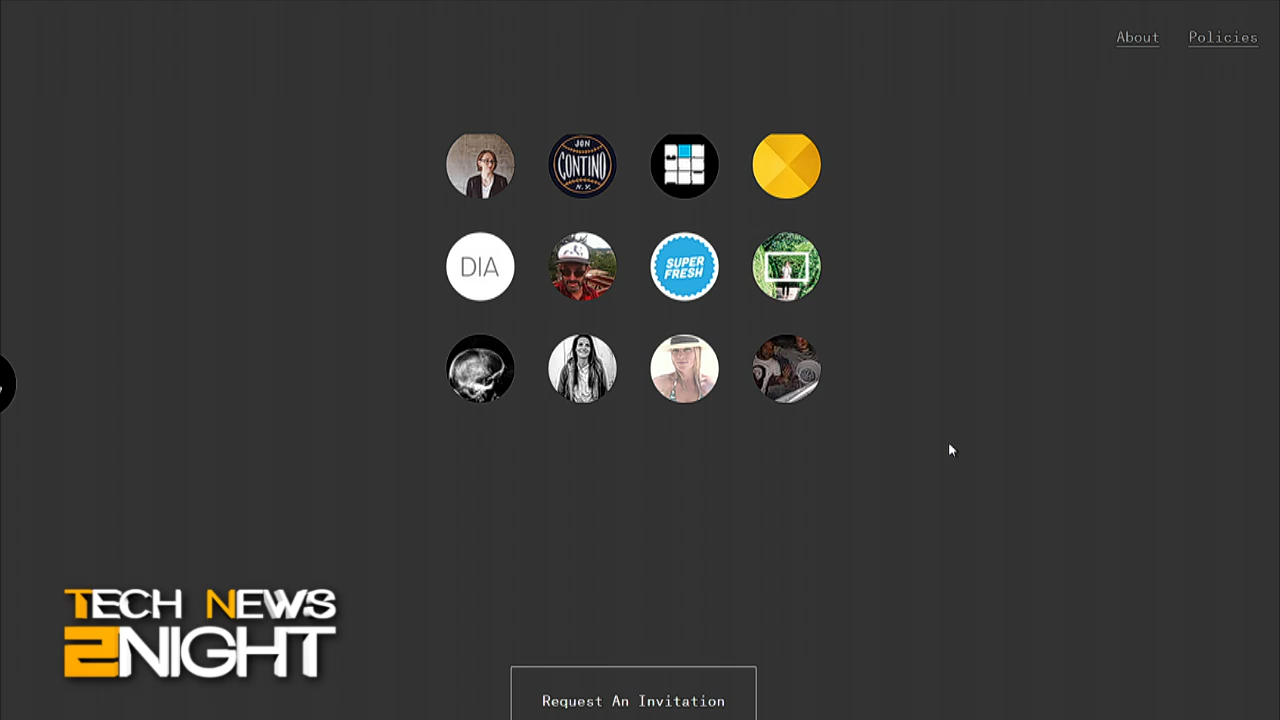 About Policies
JON
CONTINO
N.Y.
DIA
SUPER
FRESH
TECH NEWS
2NIGHT
Request An Invitation